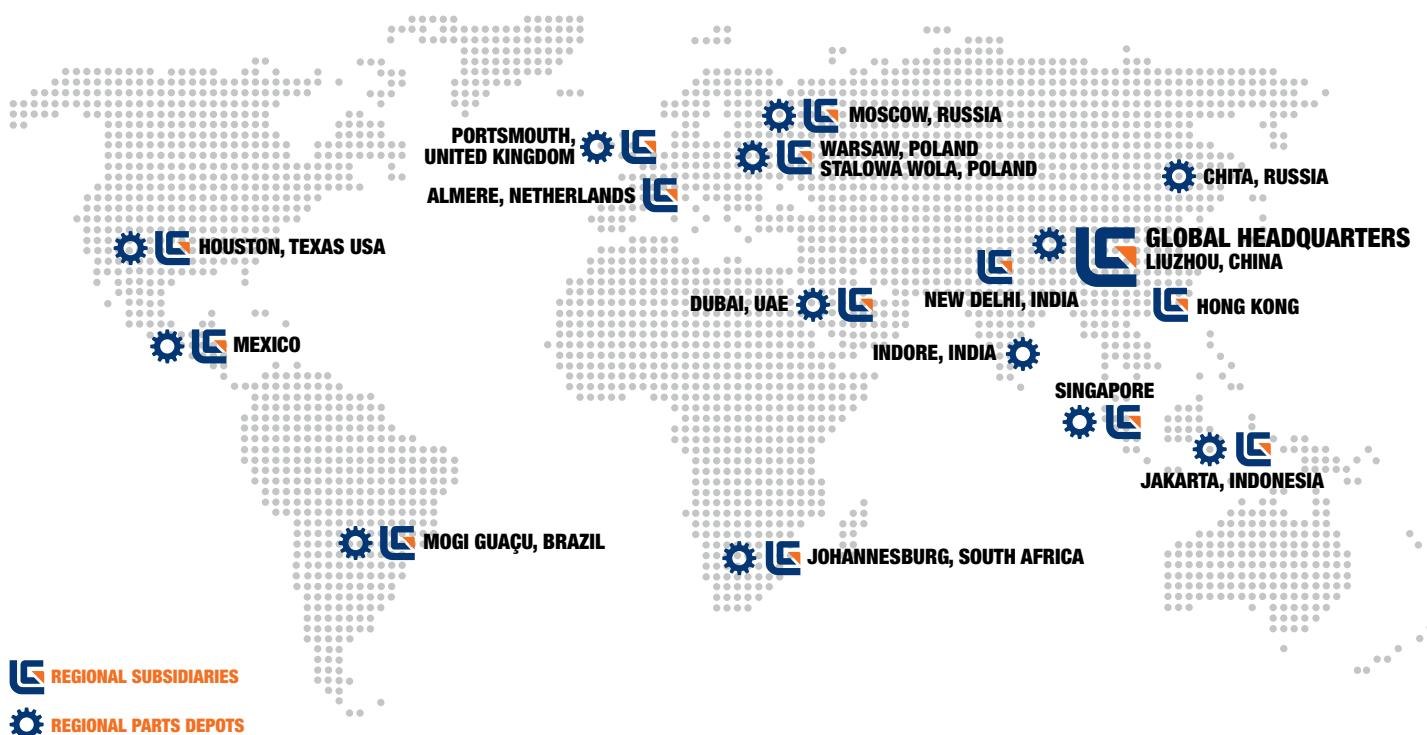 MOSCOW, RUSSIA
PORTSMOUTH,
UNITED KINGDOM
WARSAW, POLAND
STALOWA WOLA, POLAND
CHITA, RUSSIA
ALMERE, NETHERLANDS
HOUSTON, TEXAS USA
GLOBAL HEADQUARTERS
LIUZHOU, CHINA
DUBAI, UAE
NEW DELHI, INDIA
HONG KONG
MEXICO
INDORE, INDIA
SINGAPORE
JAKARTA, INDONESIA
MOGI GUAÇU, BRAZIL
JOHANNESBURG, SOUTH AFRICA
REGIONAL SUBSIDIARIES
REGIONAL PARTS DEPOTS